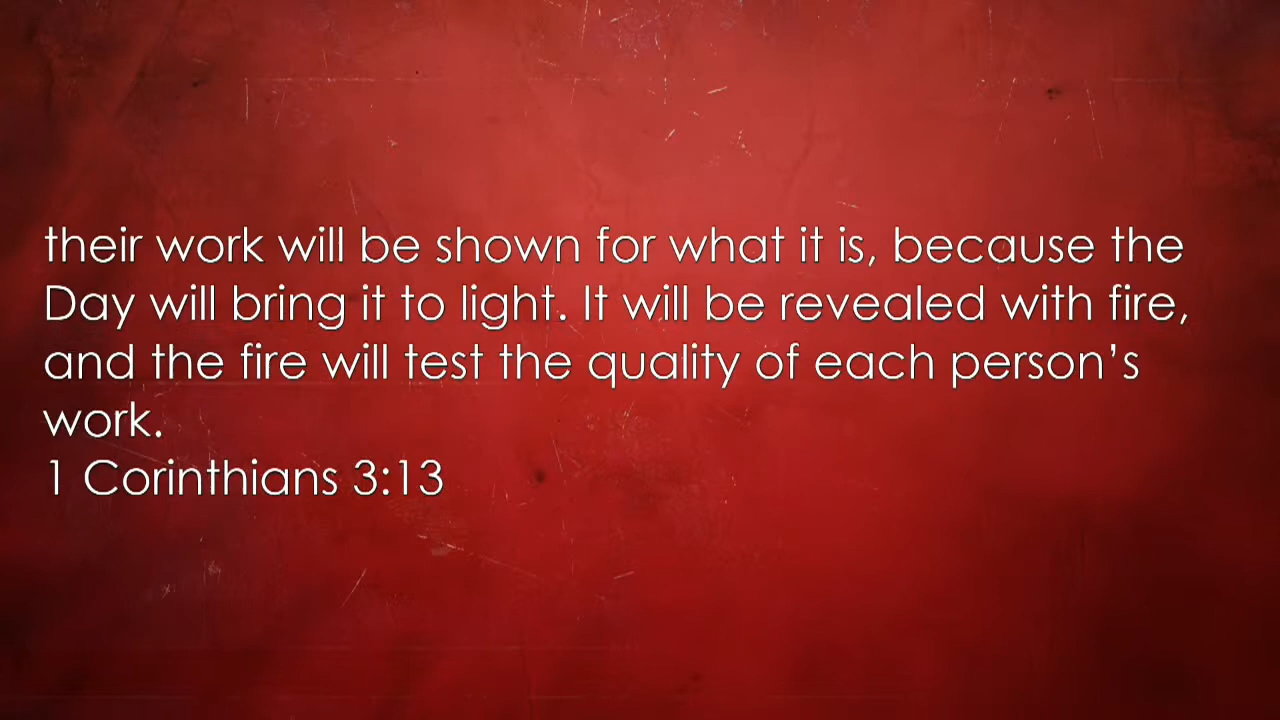 their work will be shown for what it is, because the
Day will bring it to light. It will be revealed with fire,
and the fire will test the quality of each person’s
work.
1 Corinthians 3:13